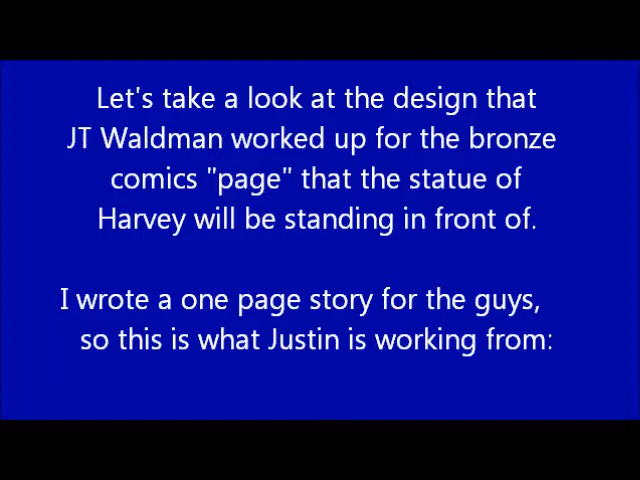 Let's take a look at the design that
JT Waldman worked up for the bronze
comics "page" that the statue of
Harvey will be standing in front of.
I wrote a one page story for the guys,
so this is what Justin is working from: